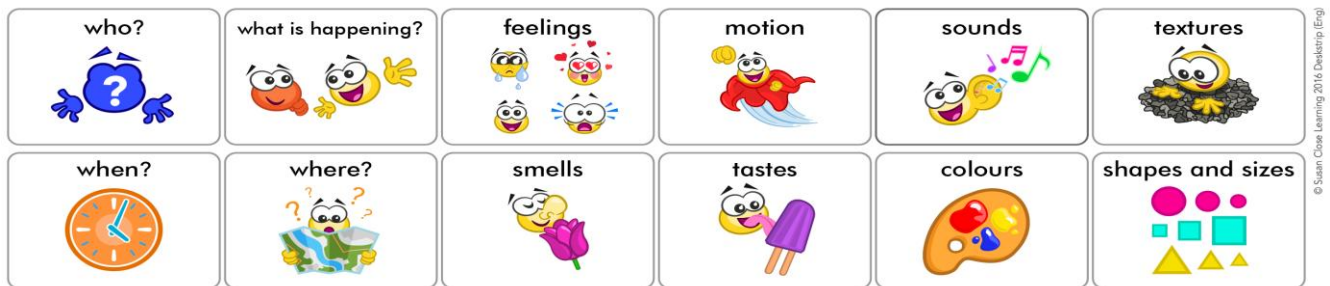 who?
what is happening?
feelings
motion
sounds
textures
when?
where?
smells
tastes
colours
shapes and sizes
© Susan Close Learning 2016 Deskstrip (Eng)